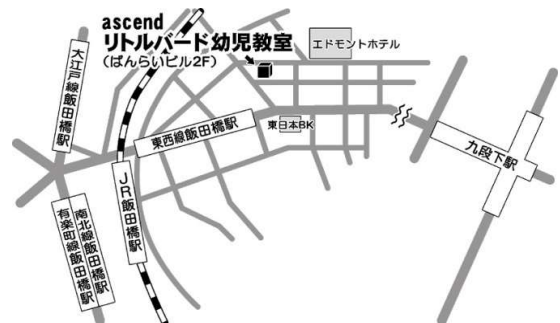 ascend
リトルバード幼児教室
(ばんらいビル2F)
エドモントホテル
大江戸線飯田橋駅
東西線飯田橋駅
東日本BK
九段下駅
JR飯田橋駅
南北線飯田橋駅
有楽町線飯田橋駅